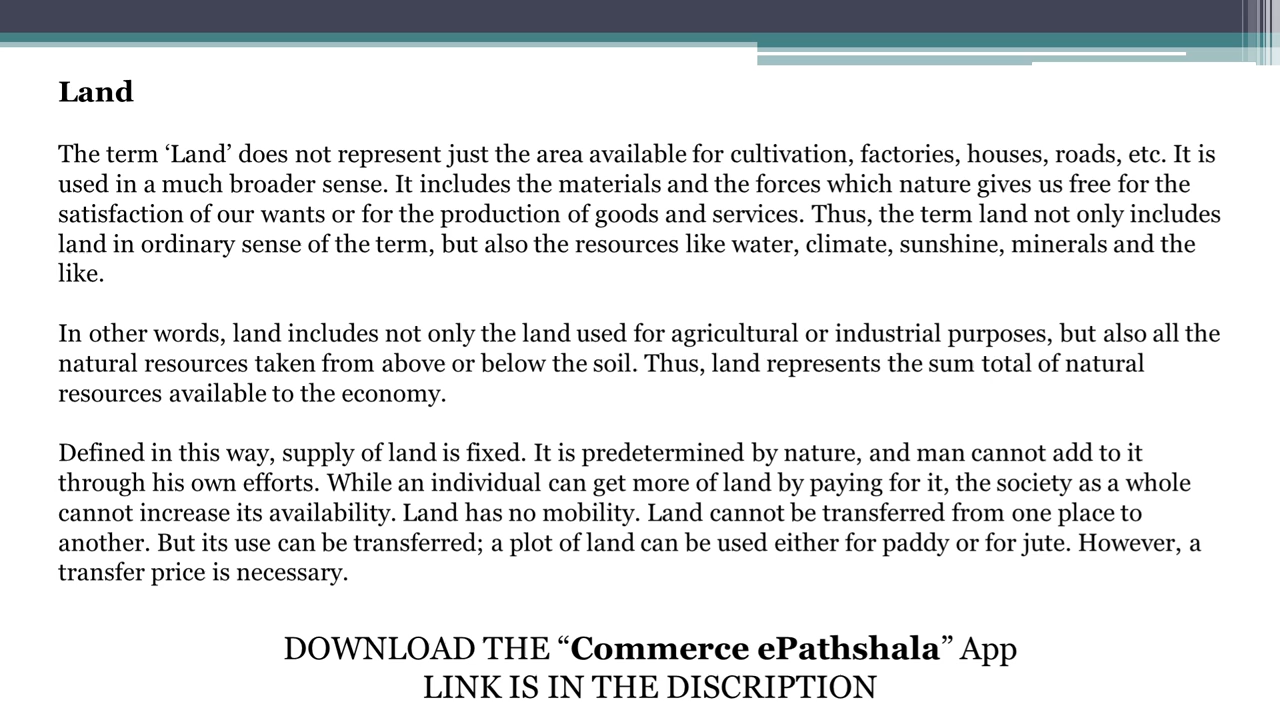 Land
The term ‘Land’ does not represent just the area available for cultivation, factories, houses, roads, etc. It is
used in a much broader sense. It includes the materials and the forces which nature gives us free for the
satisfaction of our wants or for the production of goods and services. Thus, the term land not only includes
land in ordinary sense of the term, but also the resources like water, climate, sunshine, minerals and the
like.
In other words, land includes not only the land used for agricultural or industrial purposes, but also all the
natural resources taken from above or below the soil. Thus, land represents the sum total of natural
resources available to the economy.
Defined in this way, supply of land is fixed. It is predetermined by nature, and man cannot add to it
through his own efforts. While an individual can get more of land by paying for it, the society as a whole
cannot increase its availability. Land has no mobility. Land cannot be transferred from one place to
another. But its use can be transferred; a plot of land can be used either for paddy or for jute. However, a
transfer price is necessary.
DOWNLOAD THE “Commerce ePathshala” App
LINK IS IN THE DISCRIPTION